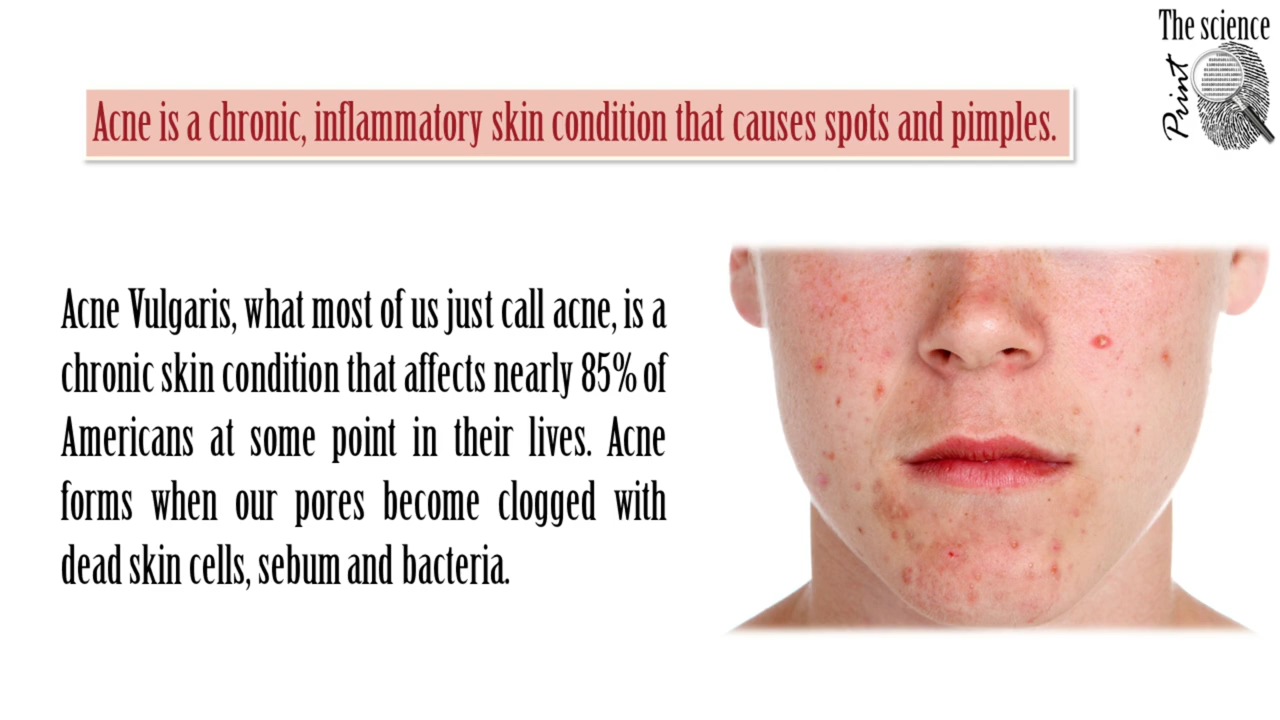 The science
Print
Acne is a chronic, inflammatory skin condition that causes spots and pimples.
Acne Vulgaris, what most of us just call acne, is a
chronic skin condition that affects nearly 85% of
Americans at some point in their lives. Acne
forms when our pores become clogged with
dead skin cells, sebum and bacteria.